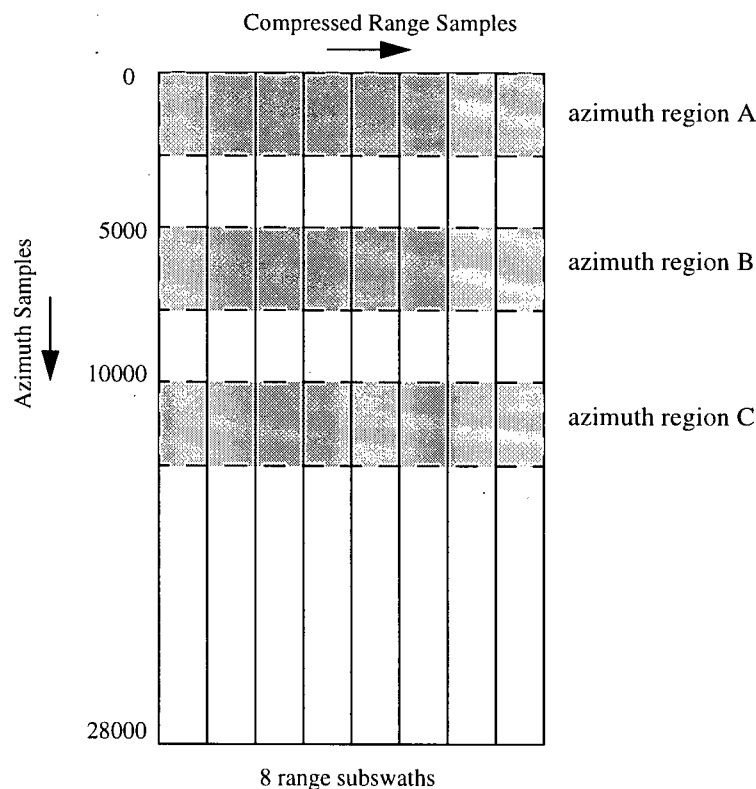 Compressed Range Samples
0
azimuth region A
5000
azimuth region B
Azimuth Samples
10000
azimuth region C
28000
8 range subswaths